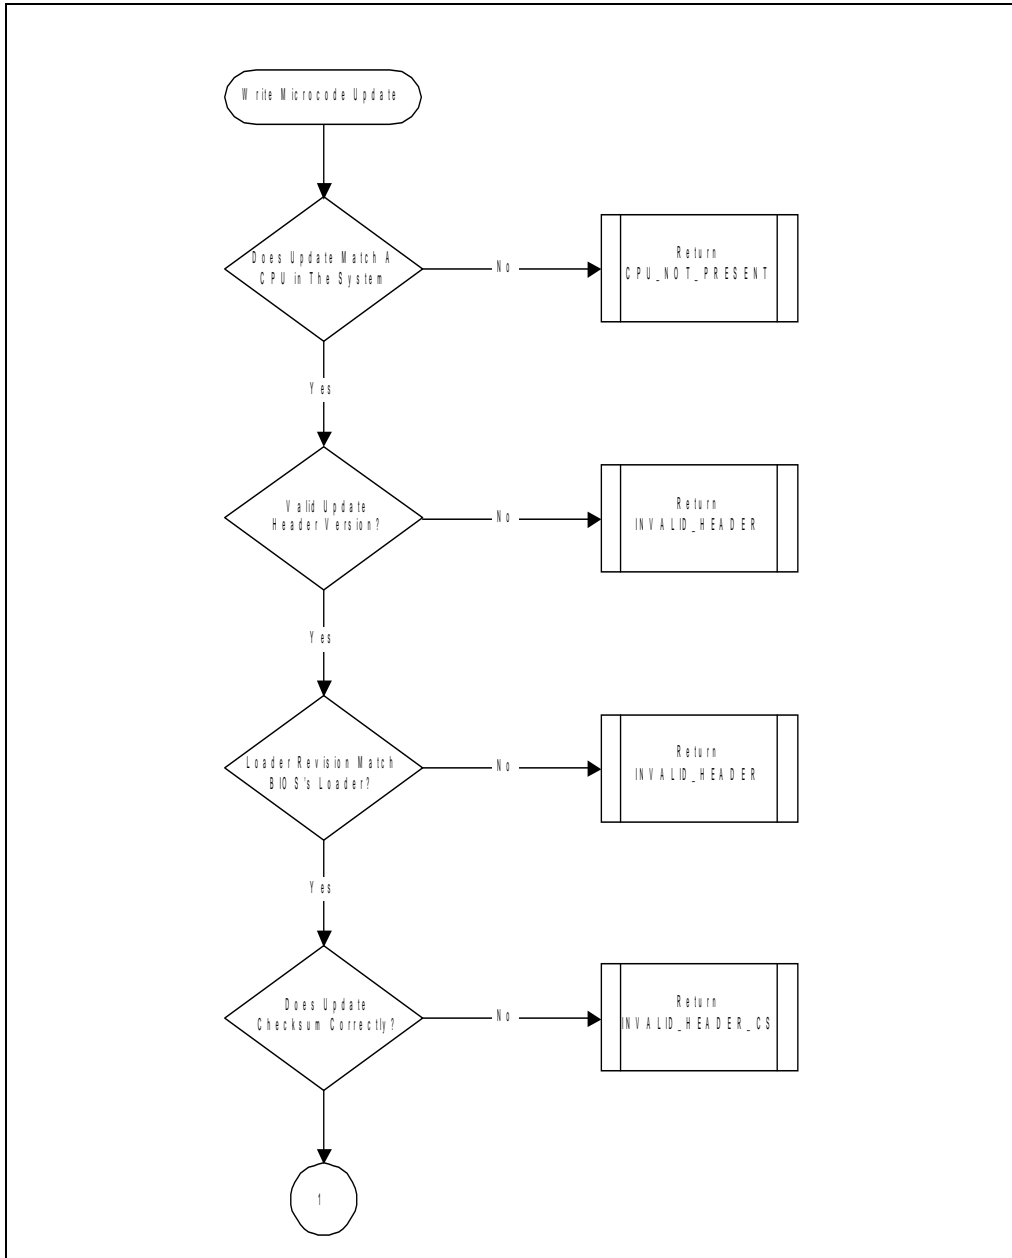 Write Microcode Update
Does Update Match A
CPU in The System
No
Return
CPU_NOT_PRESENT
Yes
Valid Update
Header Version?
No
Return
INVALID_HEADER
Yes
Loader Revision Match
BIOS's Loader?
No
Return
INVALID_HEADER
Yes
Does Update
Checksum Correctly?
No
Return
INVALID_HEADER_CS
1